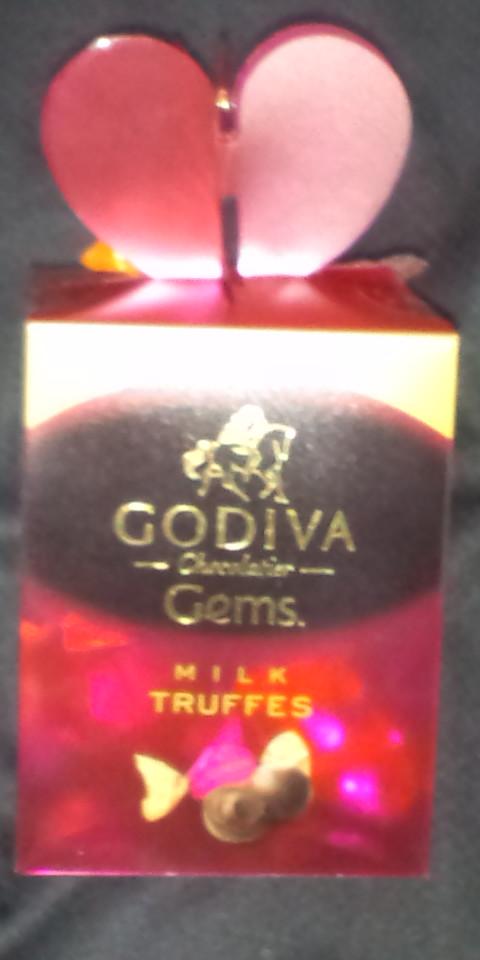 GODIVA
Chocolatier
Gems.
MILK
TRUFFES